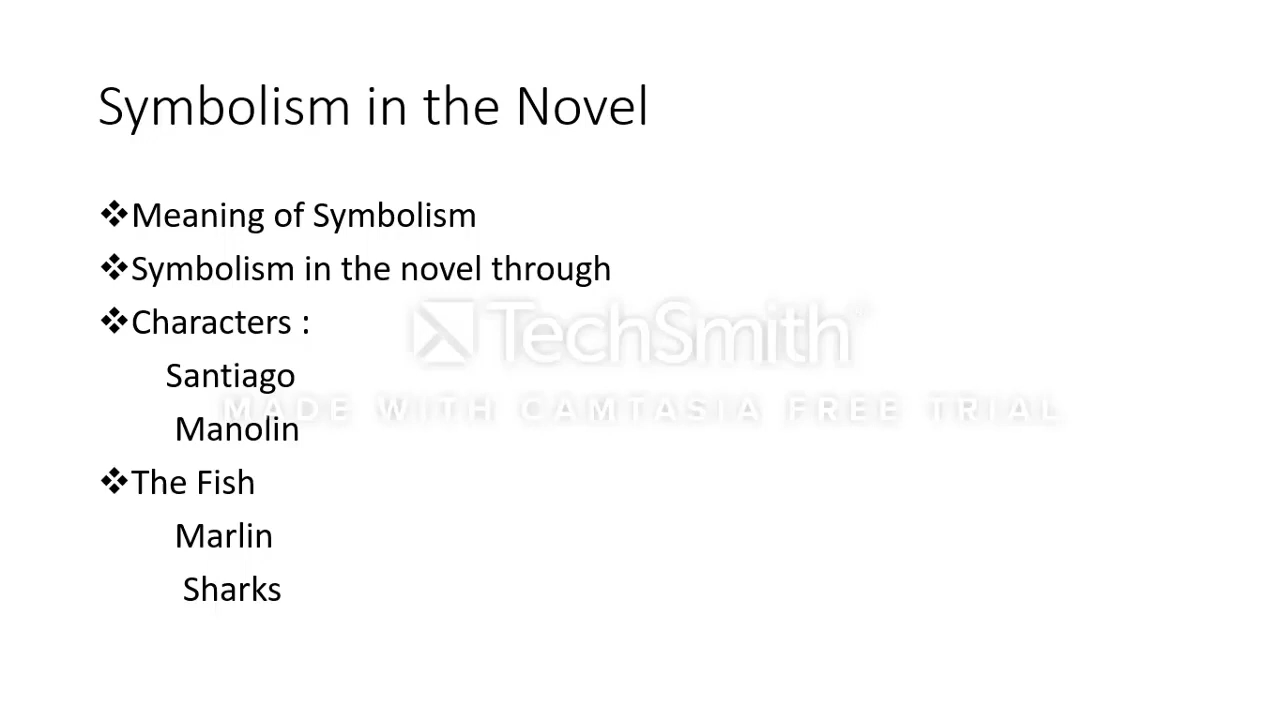 Symbolism in the Novel
❖Meaning of Symbolism
❖Symbolism in the novel through
❖Characters :
Santiago
Manolin
❖The Fish
Marlin
Sharks
TechSmith®
MADE WITH CAMTASIA FREE TRIAL